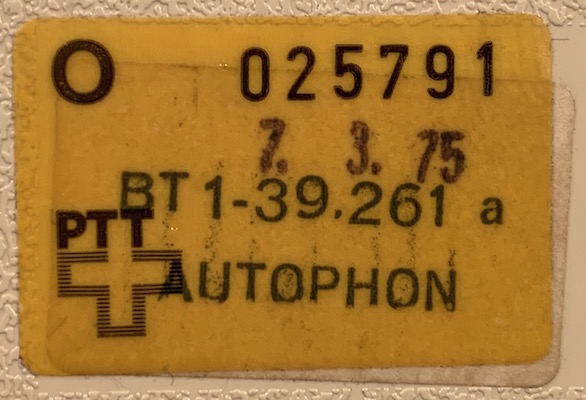 O 025791
7. 3. 75
BT 1-39.261 a
PTT
AUTOPHON